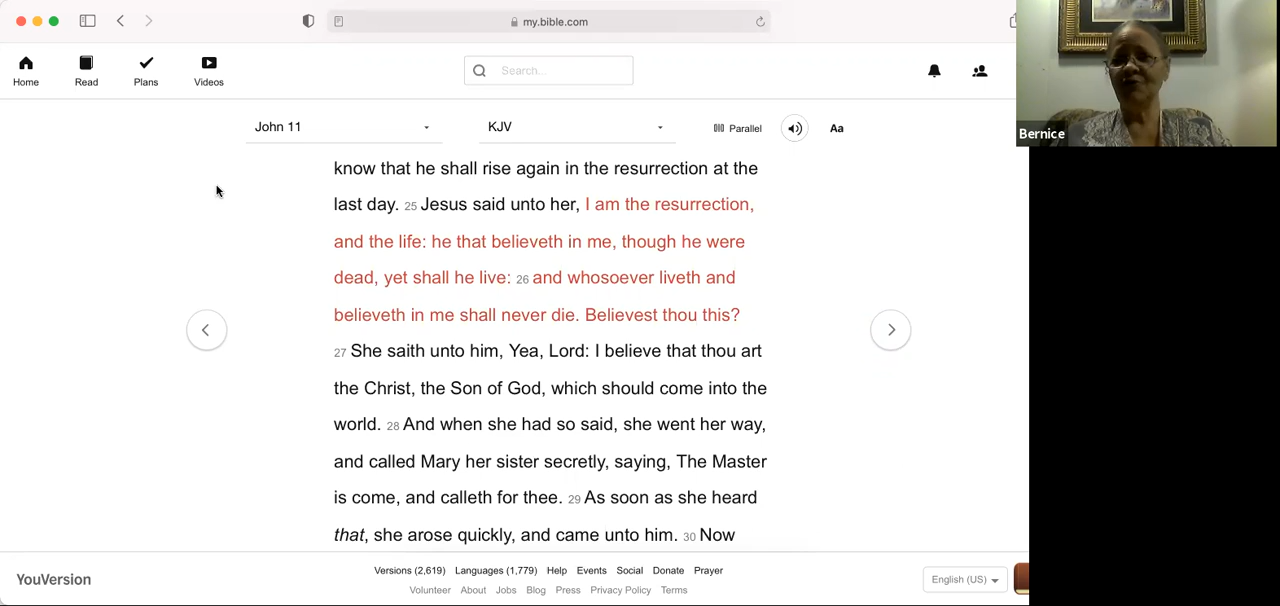 my.bible.com
Home
Read
Plans
Videos
Search...
John 11
KJV
Parallel
Aa
know that he shall rise again in the resurrection at the
last day. 25 Jesus said unto her, I am the resurrection,
and the life: he that believeth in me, though he were
dead, yet shall he live: 26 and whosoever liveth and
believeth in me shall never die. Believest thou this?
27 She saith unto him, Yea, Lord: I believe that thou art
the Christ, the Son of God, which should come into the
world. 28 And when she had so said, she went her way,
and called Mary her sister secretly, saying, The Master
is come, and calleth for thee. 29 As soon as she heard
that, she arose quickly, and came unto him. 30 Now
YouVersion
Versions (2,619) Languages (1,779) Help Events Social Donate Prayer
Volunteer About Jobs Blog Press Privacy Policy Terms
English (US)
Bernice